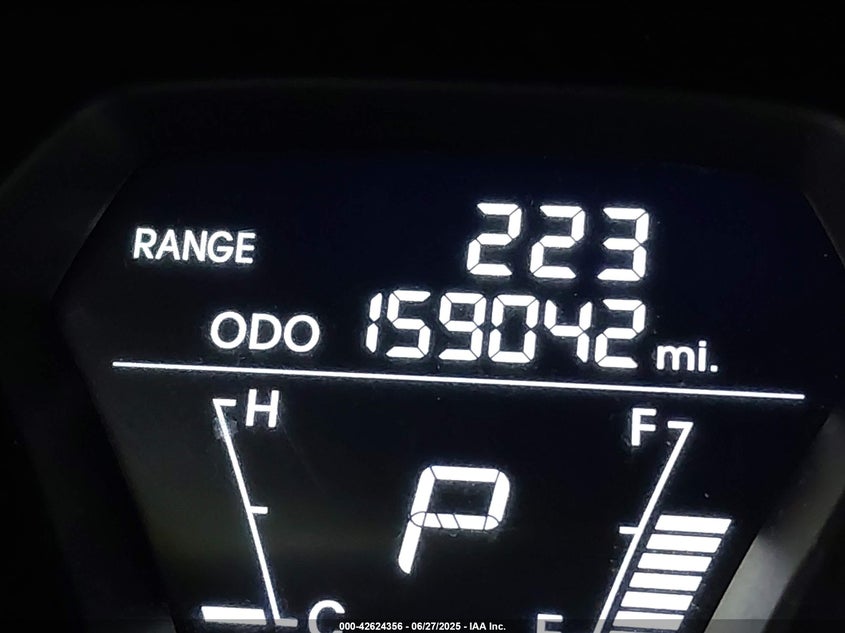 RANGE 223
ODO 159042 mi.
H F
P
C E
000-42624356 - 06/27/2025 - IAA Inc.